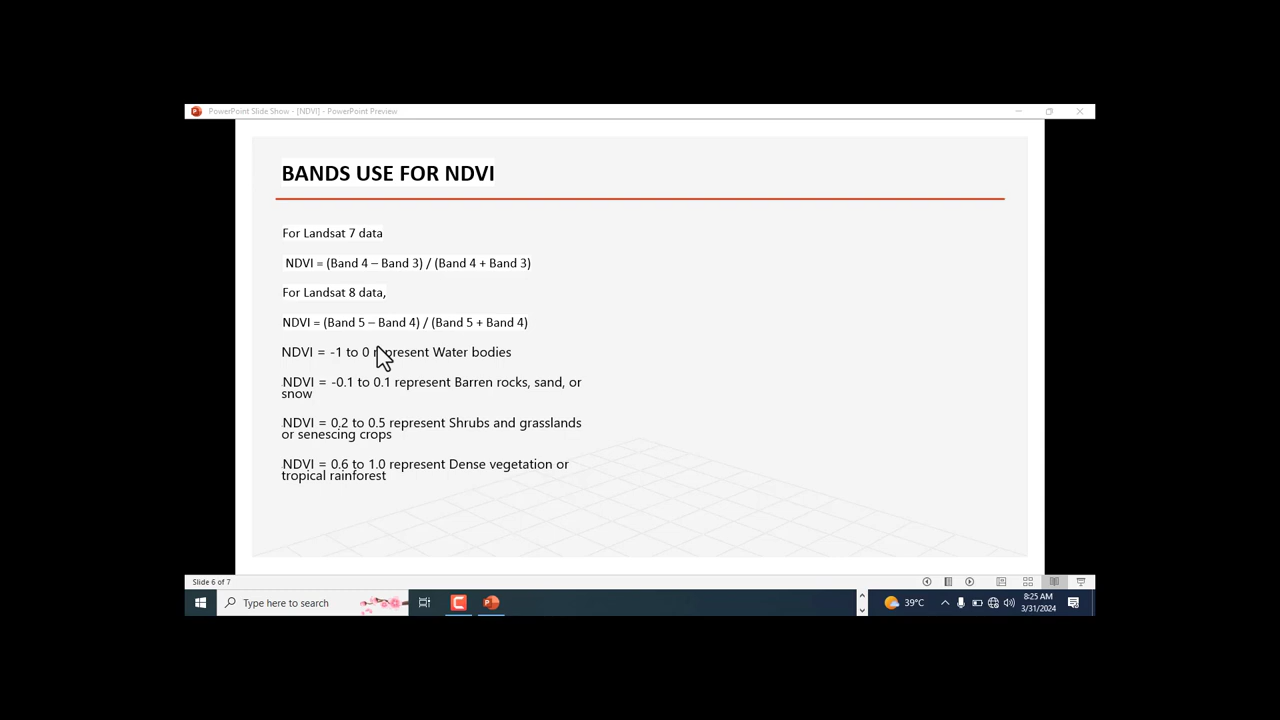 PowerPoint Slide Show - [NDVI] - PowerPoint Preview
BANDS USE FOR NDVI
For Landsat 7 data
NDVI = (Band 4 – Band 3) / (Band 4 + Band 3)
For Landsat 8 data,
NDVI = (Band 5 – Band 4) / (Band 5 + Band 4)
NDVI = -1 to 0 represent Water bodies
NDVI = -0.1 to 0.1 represent Barren rocks, sand, or
snow
NDVI = 0.2 to 0.5 represent Shrubs and grasslands
or senescing crops
NDVI = 0.6 to 1.0 represent Dense vegetation or
tropical rainforest
Slide 6 of 7
Type here to search
39°C
8:25 AM
3/31/2024